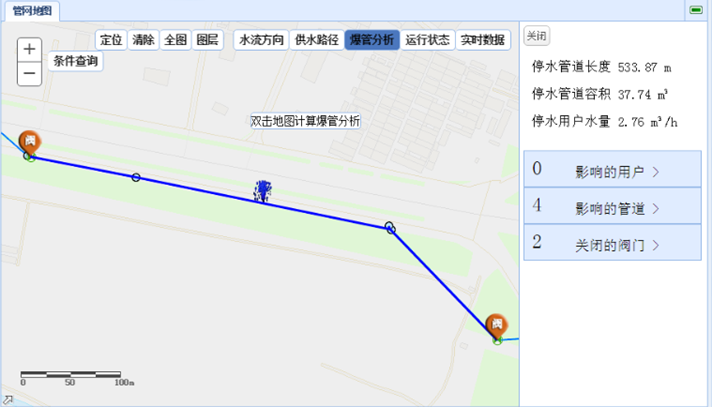 管网地图
定位 清除 全图 图层 水流方向 供水路径 爆管分析 运行状态 实时数据
+
−
条件查询
双击地图计算爆管分析
阀
阀
0 50 100m
关闭
停水管道长度 533.87 m
停水管道容积 37.74 m³
停水用户水量 2.76 m³/h
0 影响的用户 >
4 影响的管道 >
2 关闭的阀门 >